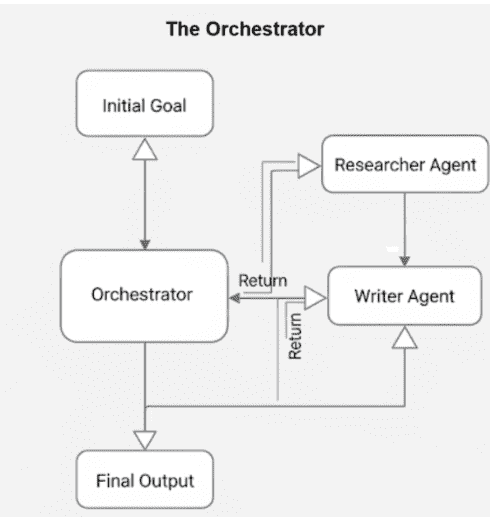 The Orchestrator
Initial Goal
Researcher Agent
Return
Orchestrator
Writer Agent
Return
Final Output